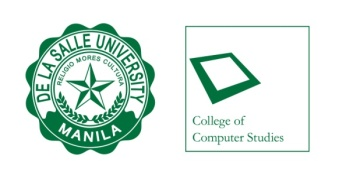 DE LA SALLE UNIVERSITY
RELIGIO MORES CULTURA
MANILA
College of
Computer Studies